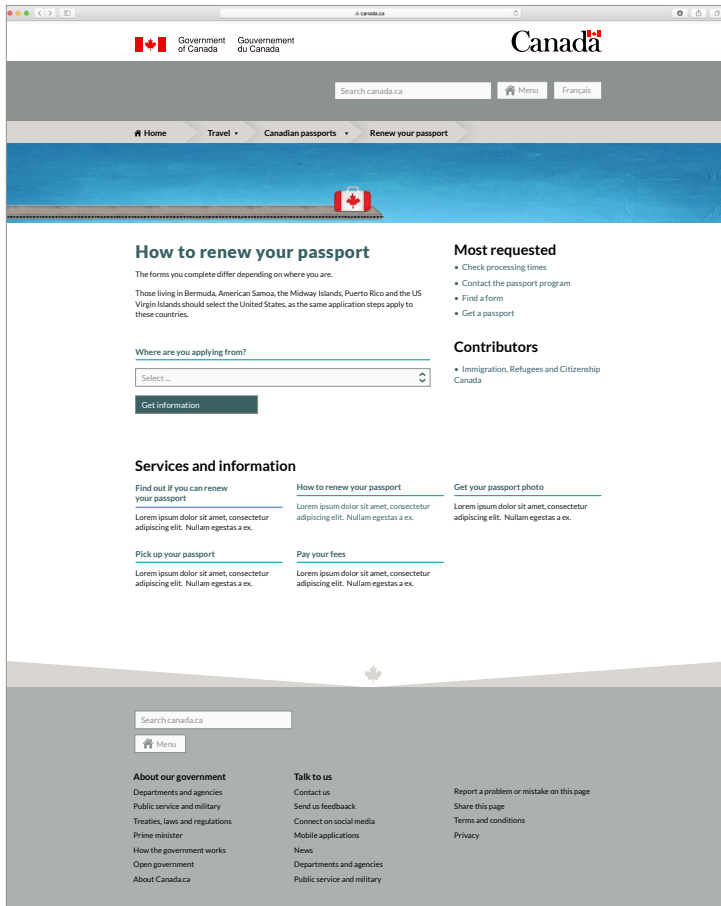 canada.ca
Government
of Canada
Gouvernement
du Canada
Canada
Search canada.ca
Menu
Français
Home
Travel
Canadian passports
Renew your passport
How to renew your passport
The forms you complete differ depending on where you are.
Those living in Bermuda, American Samoa, the Midway Islands, Puerto Rico and the US
Virgin Islands should select the United States, as the same application steps apply to
these countries.
Where are you applying from?
Select ...
Get information
Most requested
• Check processing times
• Contact the passport program
• Find a form
• Get a passport
Contributors
• Immigration, Refugees and Citizenship
Canada
Services and information
Find out if you can renew
your passport
Lorem ipsum dolor sit amet, consectetur
adipiscing elit. Nullam egestas a ex.
How to renew your passport
Lorem ipsum dolor sit amet, consectetur
adipiscing elit. Nullam egestas a ex.
Get your passport photo
Lorem ipsum dolor sit amet, consectetur
adipiscing elit. Nullam egestas a ex.
Pick up your passport
Lorem ipsum dolor sit amet, consectetur
adipiscing elit. Nullam egestas a ex.
Pay your fees
Lorem ipsum dolor sit amet, consectetur
adipiscing elit. Nullam egestas a ex.
Search canada.ca
Menu
About our government
Departments and agencies
Public service and military
Treaties, laws and regulations
Prime minister
How the government works
Open government
About Canada.ca
Talk to us
Contact us
Send us feedbaack
Connect on social media
Mobile applications
News
Departments and agencies
Public service and military
Report a problem or mistake on this page
Share this page
Terms and conditions
Privacy